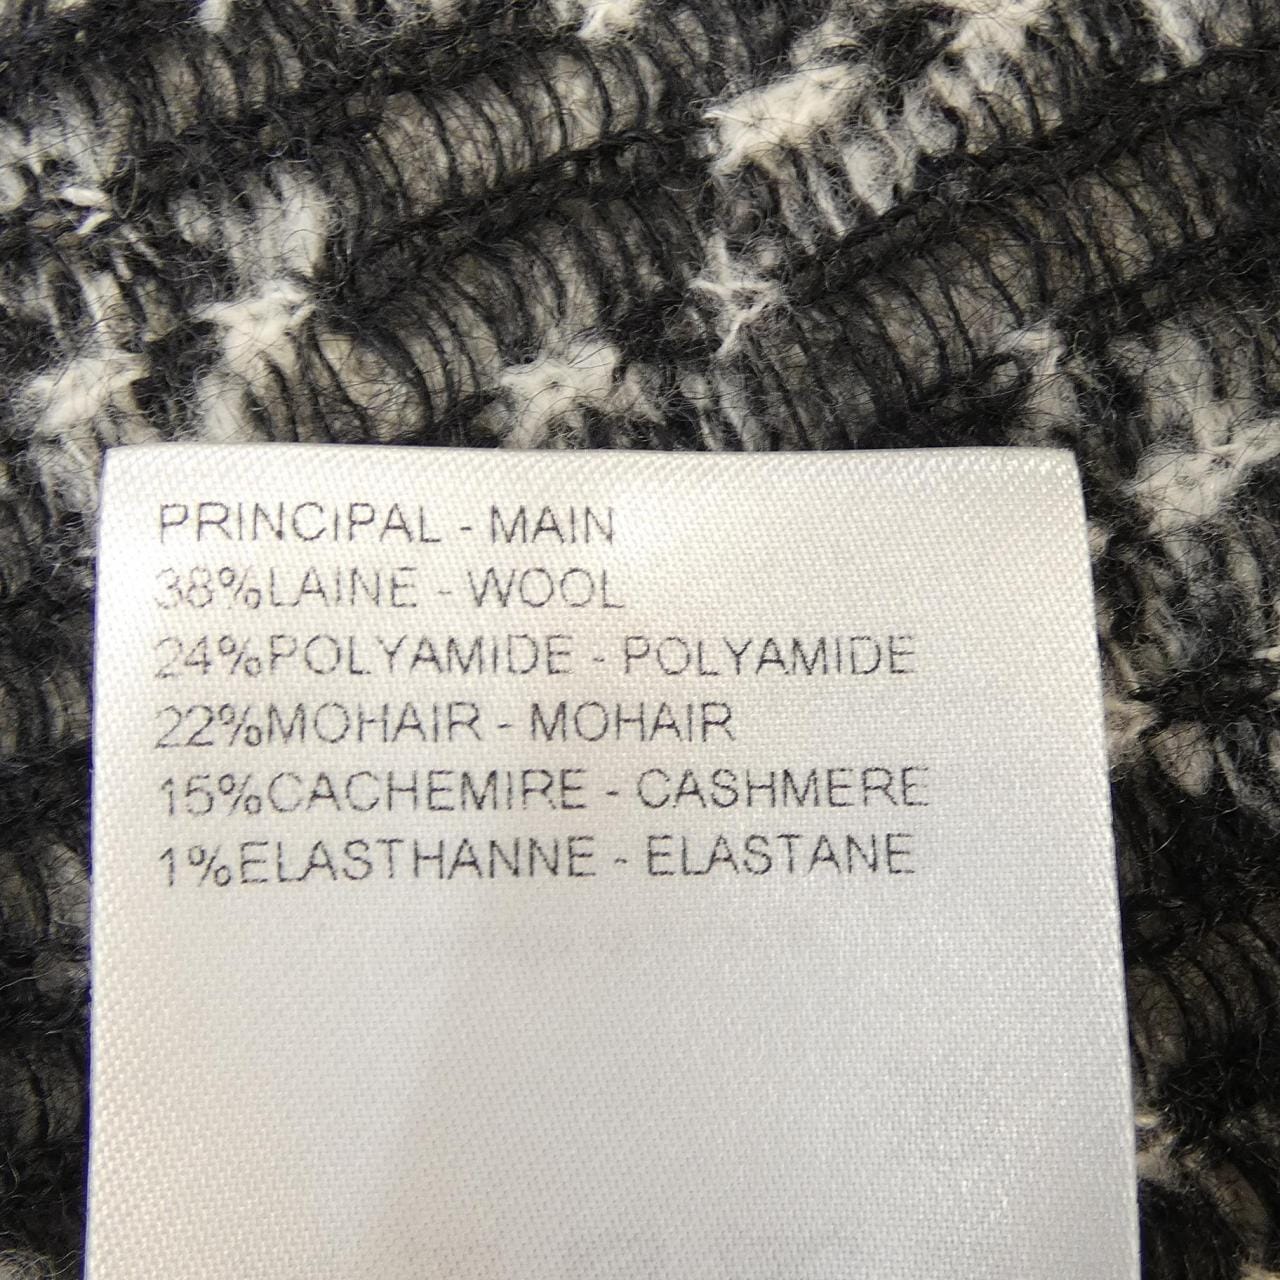 PRINCIPAL - MAIN
38%LAINE - WOOL
24%POLYAMIDE - POLYAMIDE
22%MOHAIR - MOHAIR
15%CACHEMIRE - CASHMERE
1%ELASTHANNE - ELASTANE